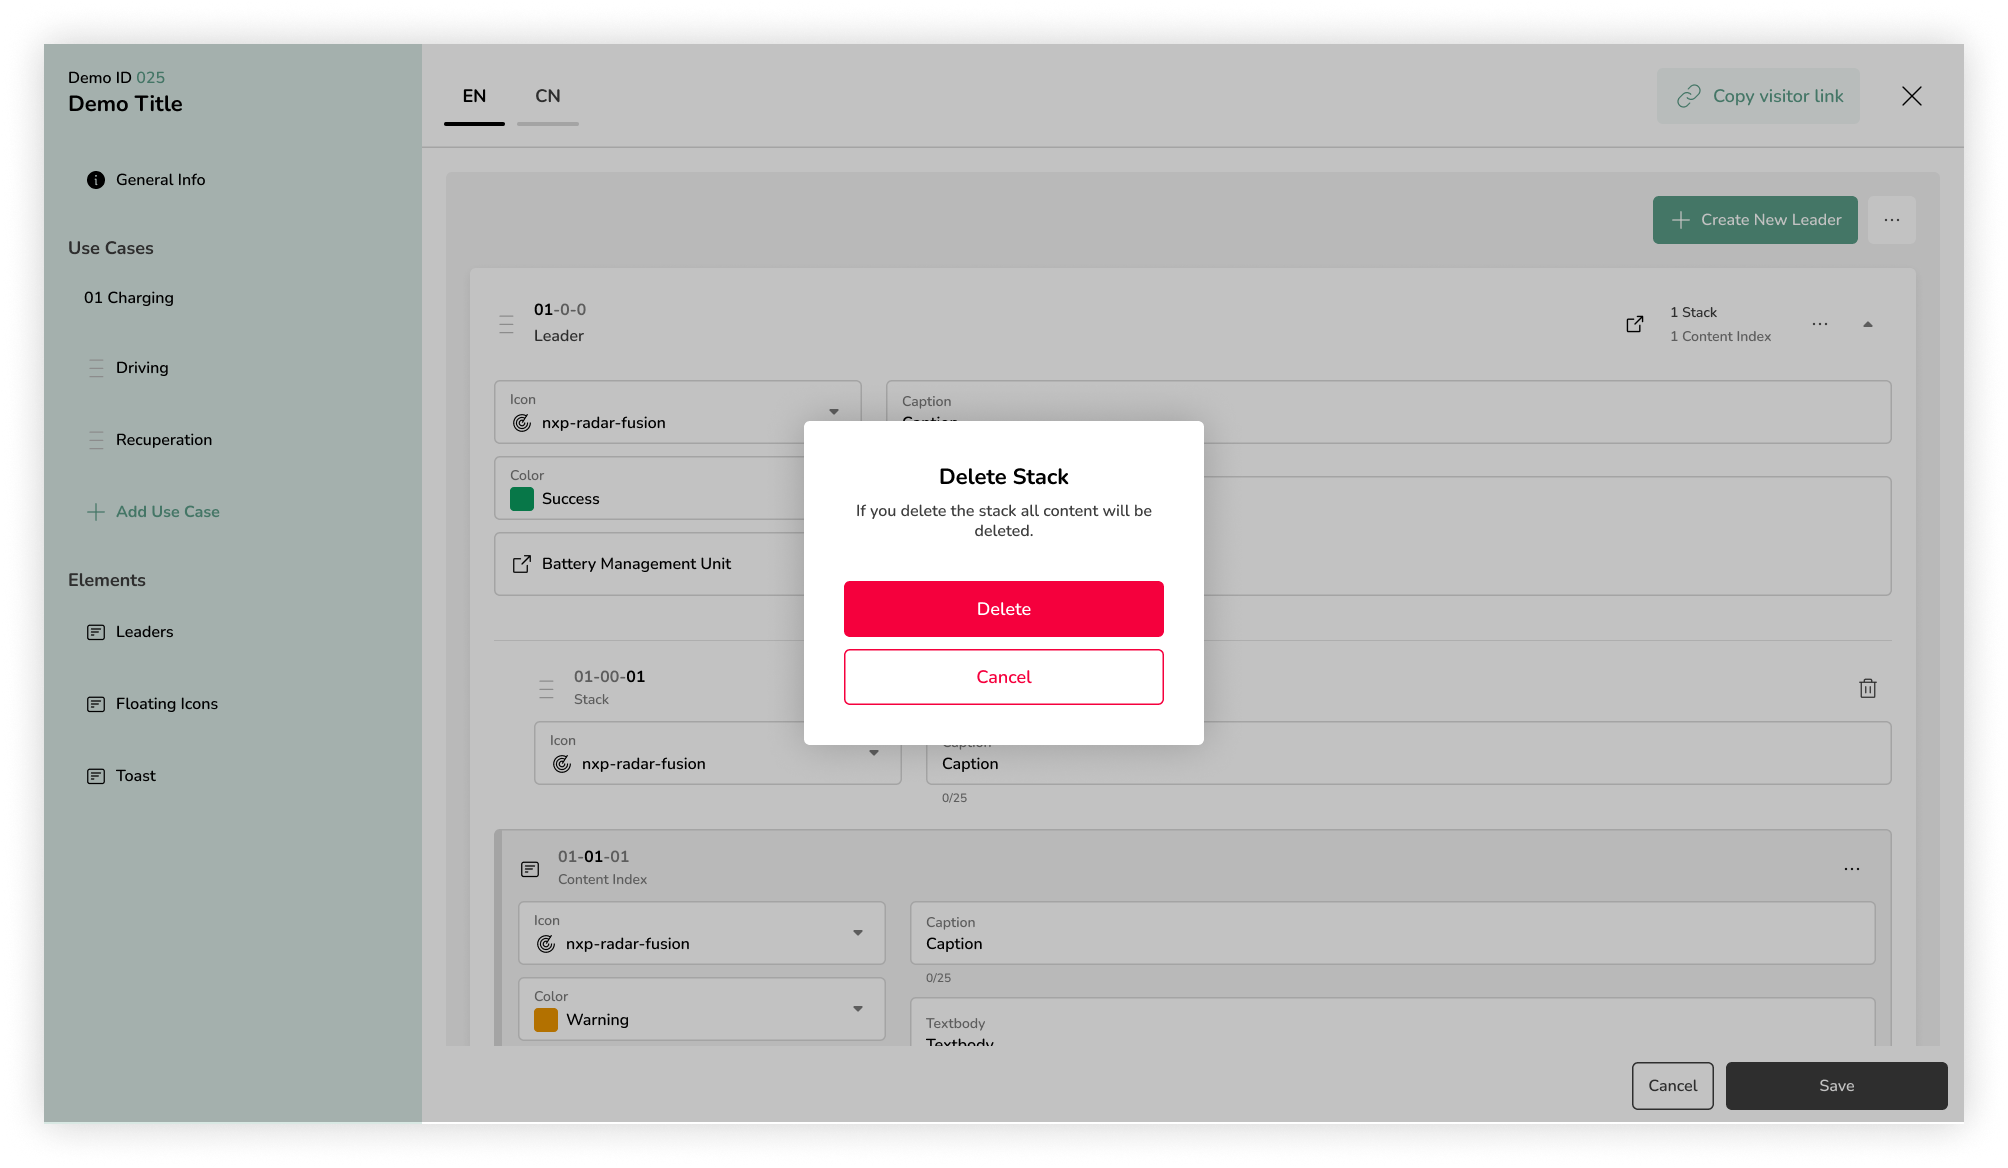 Demo ID 025
Demo Title
General Info
Use Cases
01 Charging
Driving
Recuperation
Add Use Case
Elements
Leaders
Floating Icons
Toast
EN
CN
Copy visitor link
Create New Leader
...
01-0-0
Leader
1 Stack
1 Content Index
...
Icon
nxp-radar-fusion
Caption
Caption
Color
Success
Battery Management Unit
Delete Stack
If you delete the stack all content will be
deleted.
Delete
Cancel
01-00-01
Stack
Icon
nxp-radar-fusion
Caption
Caption
0/25
01-01-01
Content Index
...
Icon
nxp-radar-fusion
Caption
Caption
0/25
Color
Warning
Textbody
Textbody
Cancel
Save